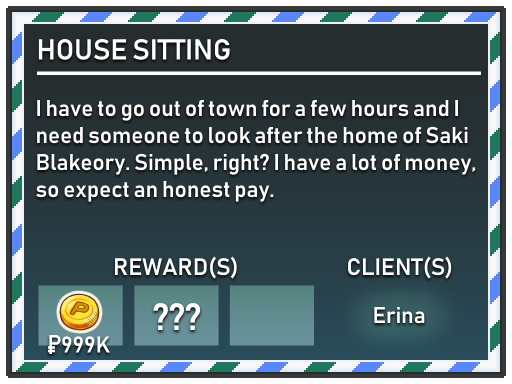 HOUSE SITTING
I have to go out of town for a few hours and I
need someone to look after the home of Saki
Blakeory. Simple, right? I have a lot of money,
so expect an honest pay.
REWARD(S)
CLIENT(S)
P
???
Erina
₽999K